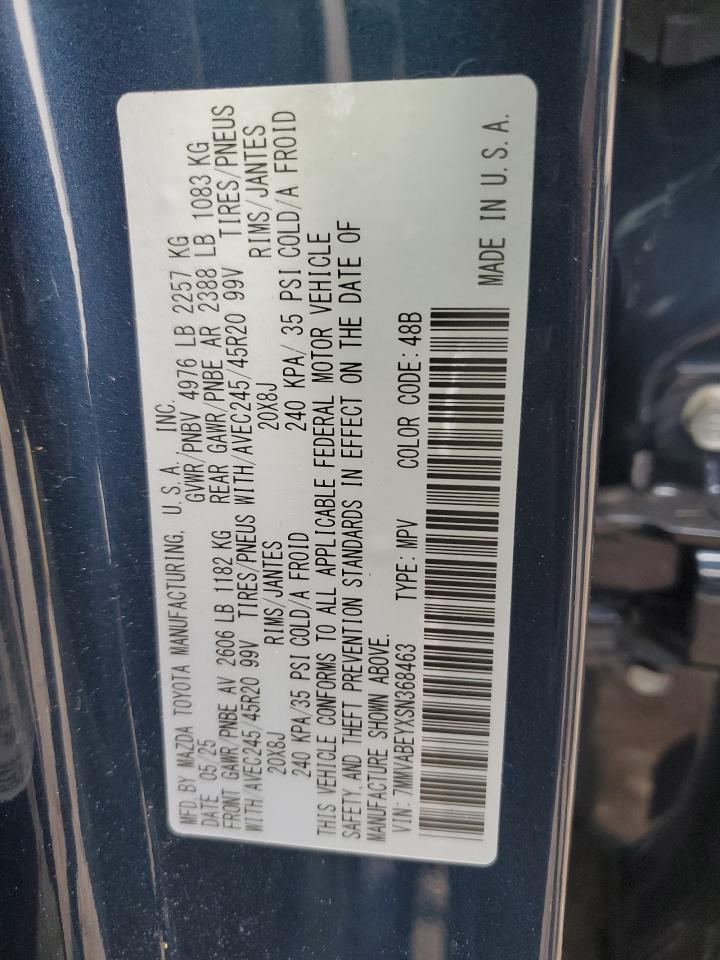 MFD. BY MAZDA TOYOTA MANUFACTURING, U.S.A. INC.
DATE 05/25 GVWR/PNBV 4976 LB 2257 KG
FRONT GAWR/PNBE AV 2606 LB 1182 KG REAR GAWR/PNBE AR 2388 LB 1083 KG
WITH/AVEC245/45R20 99V TIRES/PNEUS WITH/AVEC245/45R20 99V TIRES/PNEUS
20X8J RIMS/JANTES 20X8J RIMS/JANTES
240 KPA/35 PSI COLD/A FROID 240 KPA/ 35 PSI COLD/A FROID
THIS VEHICLE CONFORMS TO ALL APPLICABLE FEDERAL MOTOR VEHICLE
SAFETY, AND THEFT PREVENTION STANDARDS IN EFFECT ON THE DATE OF
MANUFACTURE SHOWN ABOVE.
VIN: 7MMVABEYXSN368463 TYPE: MPV COLOR CODE: 48B
MADE IN U.S.A.